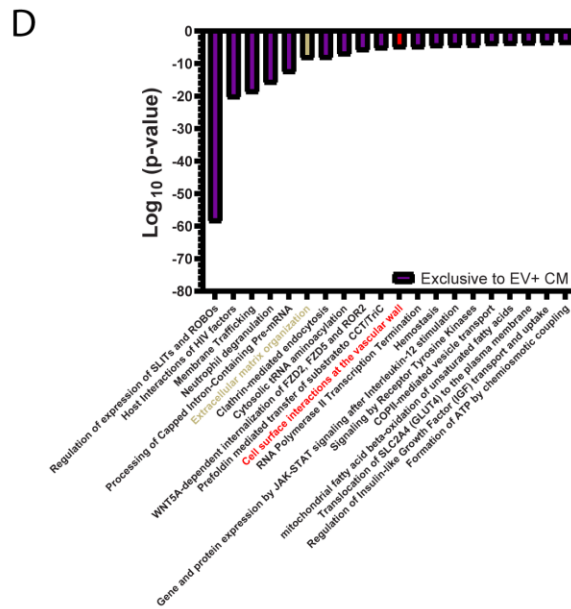 D
Log10 (p-value)
0
-10
-20
-30
-40
-50
-60
-70
-80
Exclusive to EV+ CM
Regulation of expression of SLITs and ROBOs
Host Interactions of HIV factors
Membrane Trafficking
Neutrophil degranulation
Processing of Capped Intron-Containing Pre-mRNA
Extracellular matrix organization
Clathrin-mediated endocytosis
Cytosolic tRNA aminoacylation
WNT5A-dependent internalization of FZD2, FZD5 and ROR2
Prefoldin mediated transfer of substrateto CCT/TriC
Cell surface interactions at the vascular wall
RNA Polymerase II Transcription Termination
Hemostasis
Gene and protein expression by JAK-STAT signaling after Interleukin-12 stimulation
Signaling by Receptor Tyrosine Kinases
COPII-mediated vesicle transport
mitochondrial fatty acid beta-oxidation of unsaturated fatty acids
Translocation of SLC2A4 (GLUT4) to the plasma membrane
Regulation of Insulin-like Growth Factor (IGF) transport and uptake
Formation of ATP by chemiosmotic coupling